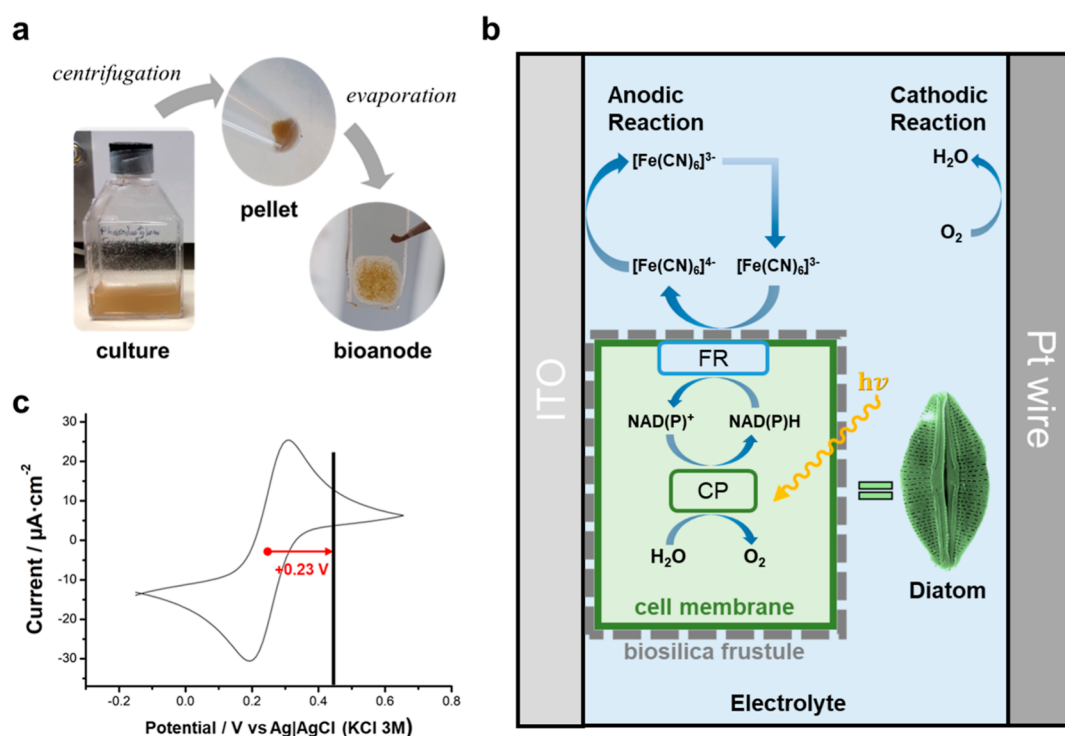 a
centrifugation
evaporation
pellet
culture
bioanode
b
Anodic
Reaction
Cathodic
Reaction
[Fe(CN)₆]³⁻
H₂O
O₂
[Fe(CN)₆]⁴⁻
[Fe(CN)₆]³⁻
ITO
Pt wire
FR
hν
NAD(P)⁺
NAD(P)H
CP
=
H₂O
O₂
cell membrane
biosilica frustule
Diatom
Electrolyte
c
Current / µA·cm⁻²
30
20
10
0
-10
-20
-30
+0.23 V
-0.2
0.0
0.2
0.4
0.6
0.8
Potential / V vs Ag|AgCl (KCl 3M)